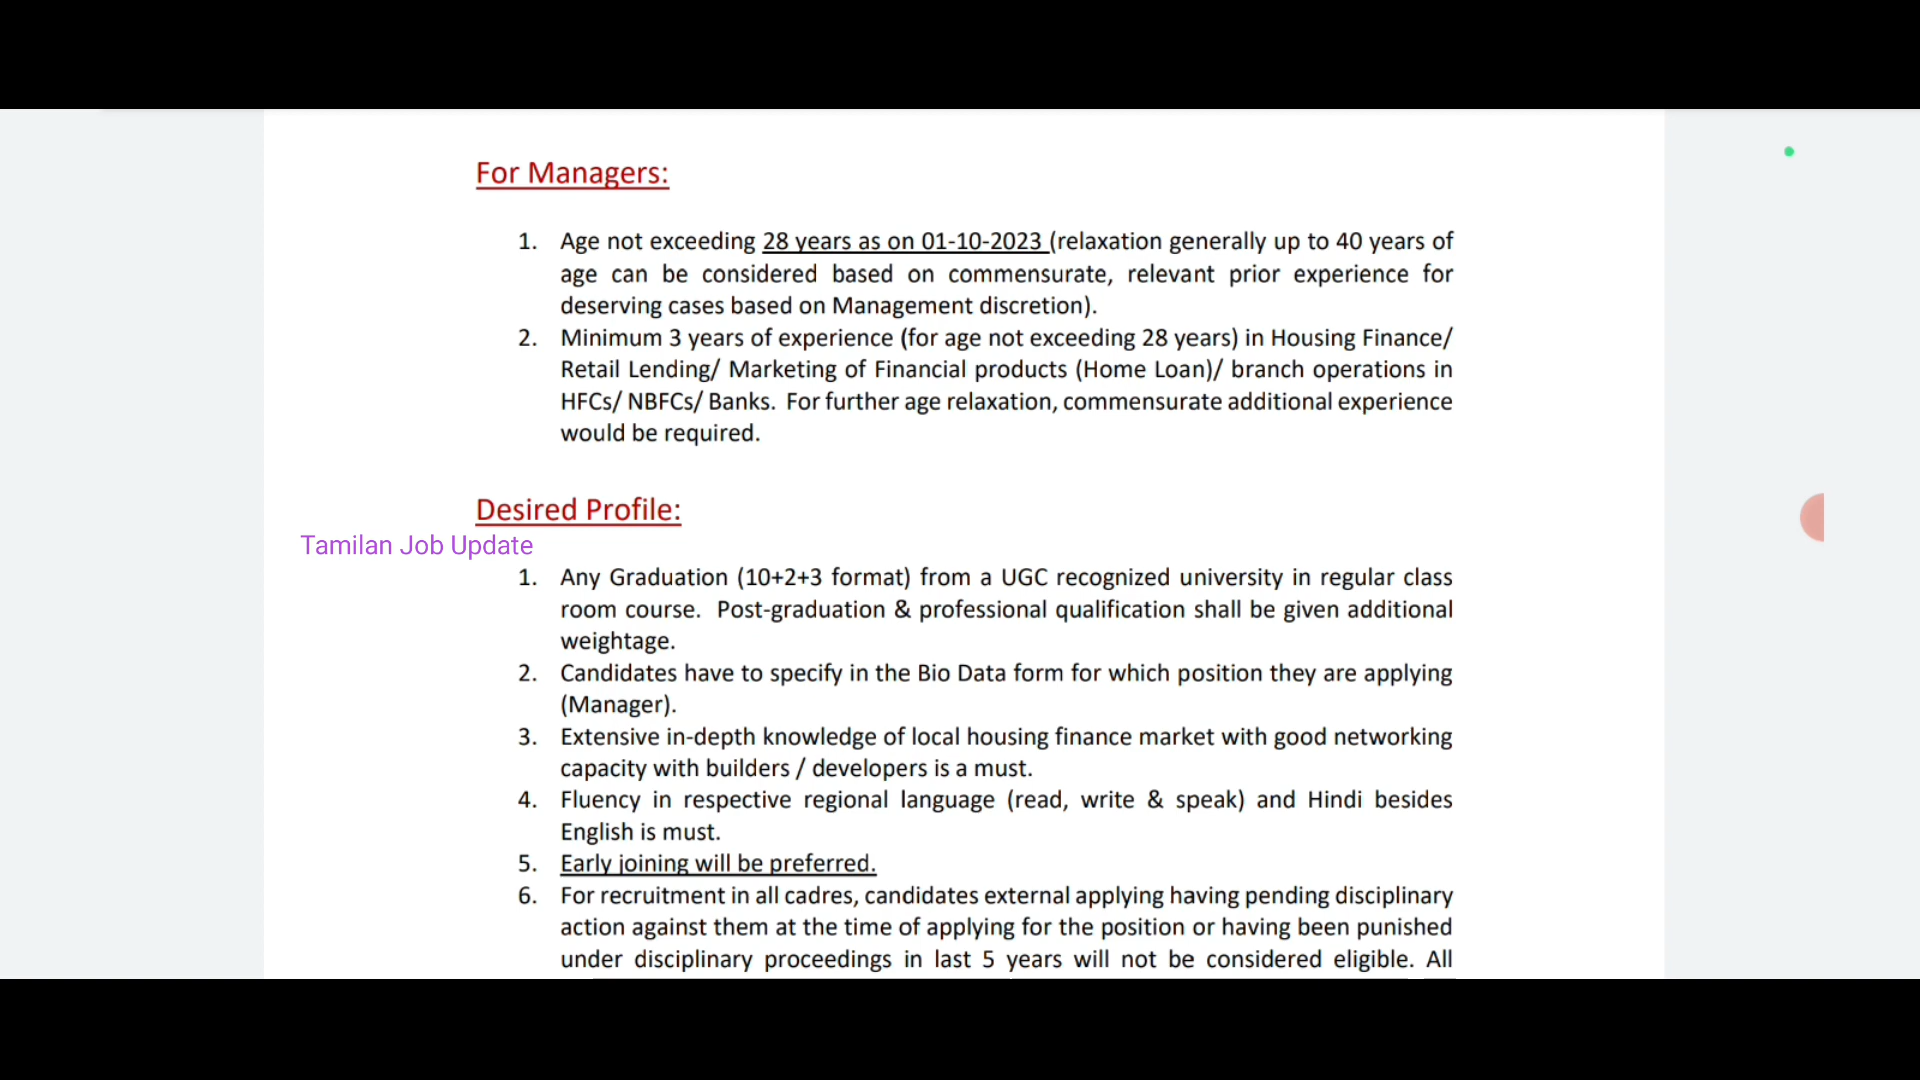 For Managers:
1. Age not exceeding 28 years as on 01-10-2023 (relaxation generally up to 40 years of
age can be considered based on commensurate, relevant prior experience for
deserving cases based on Management discretion).
2. Minimum 3 years of experience (for age not exceeding 28 years) in Housing Finance/
Retail Lending/ Marketing of Financial products (Home Loan)/ branch operations in
HFCs/ NBFCs/ Banks. For further age relaxation, commensurate additional experience
would be required.
Desired Profile:
Tamilan Job Update
1. Any Graduation (10+2+3 format) from a UGC recognized university in regular class
room course. Post-graduation & professional qualification shall be given additional
weightage.
2. Candidates have to specify in the Bio Data form for which position they are applying
(Manager).
3. Extensive in-depth knowledge of local housing finance market with good networking
capacity with builders / developers is a must.
4. Fluency in respective regional language (read, write & speak) and Hindi besides
English is must.
5. Early joining will be preferred.
6. For recruitment in all cadres, candidates external applying having pending disciplinary
action against them at the time of applying for the position or having been punished
under disciplinary proceedings in last 5 years will not be considered eligible. All